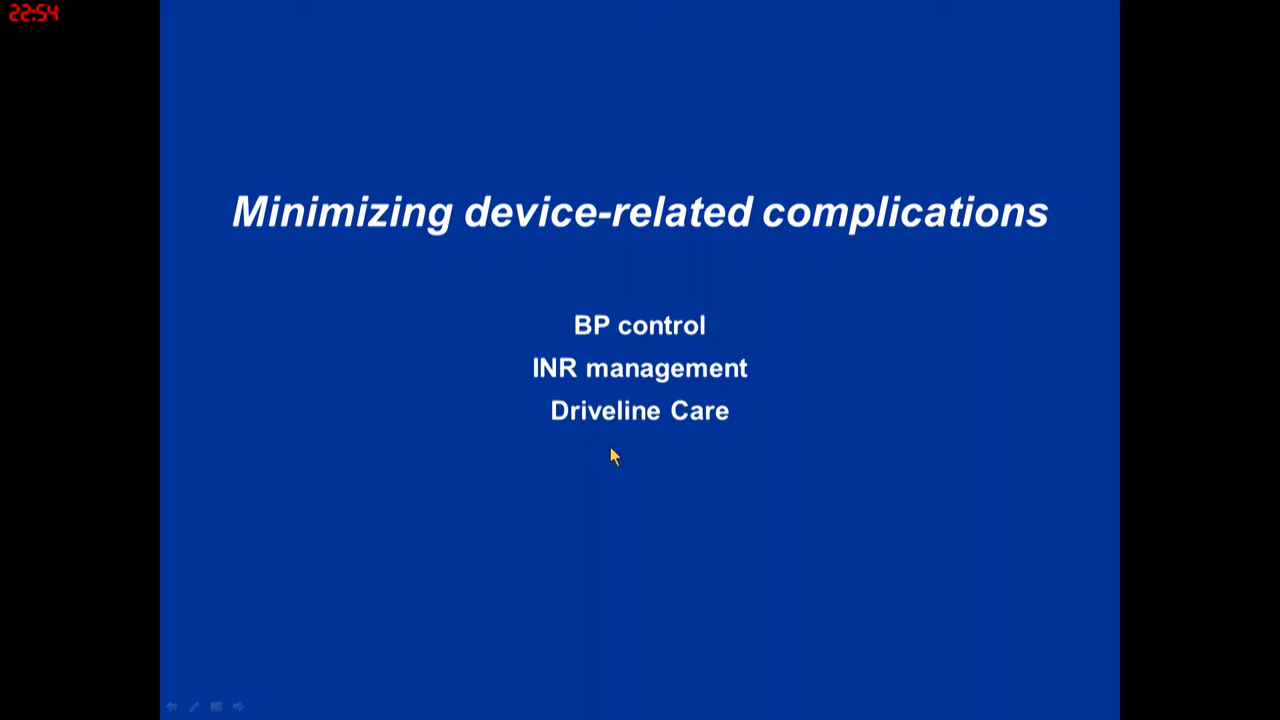 22:54
Minimizing device-related complications
BP control
INR management
Driveline Care